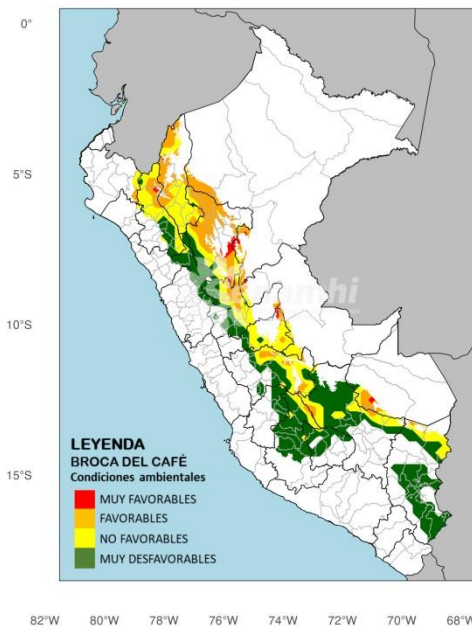 0°
5°S
10°S
15°S
senamhi
LEYENDA
BROCA DEL CAFÉ
Condiciones ambientales
MUY FAVORABLES
FAVORABLES
NO FAVORABLES
MUY DESFAVORABLES
82°W 80°W 78°W 76°W 74°W 72°W 70°W 68°W